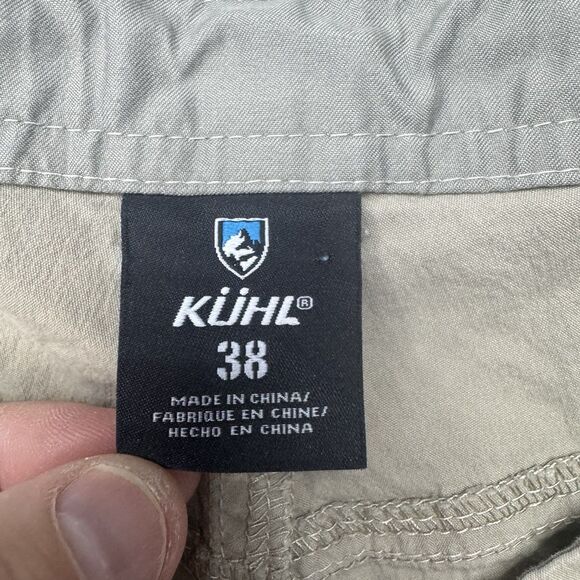 KÜHL®
38
MADE IN CHINA/
FABRIQUE EN CHINE/
HECHO EN CHINA